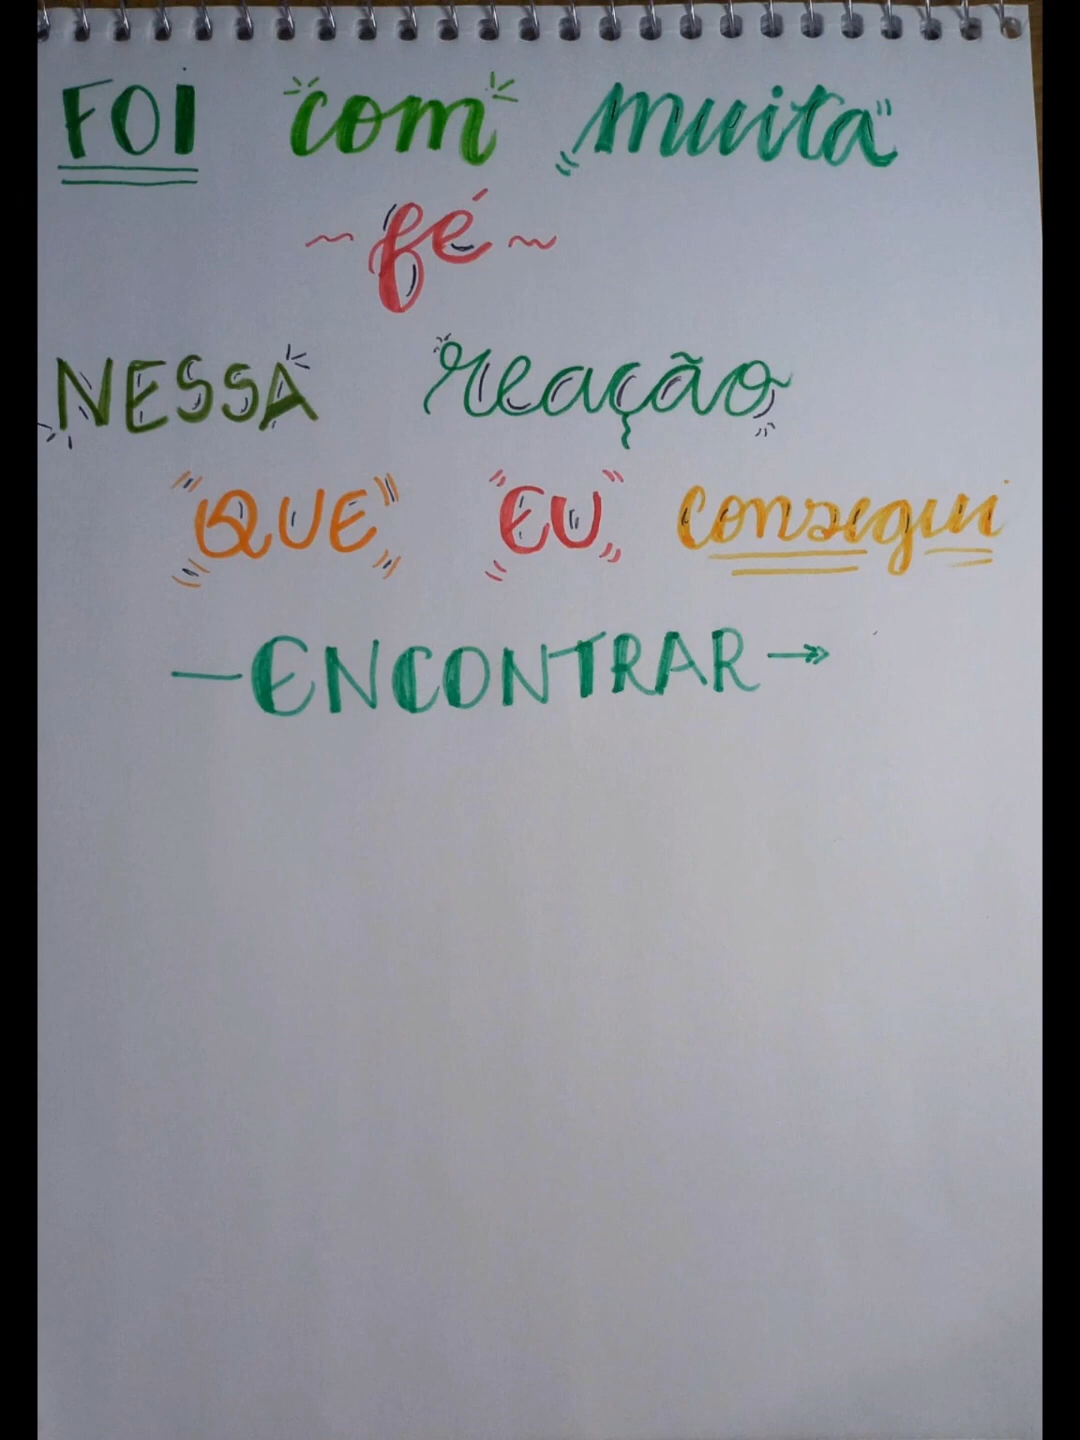 FOI com muita
~ fé ~
NESSA reação
"QUE" EU consegui
—ENCONTRAR→